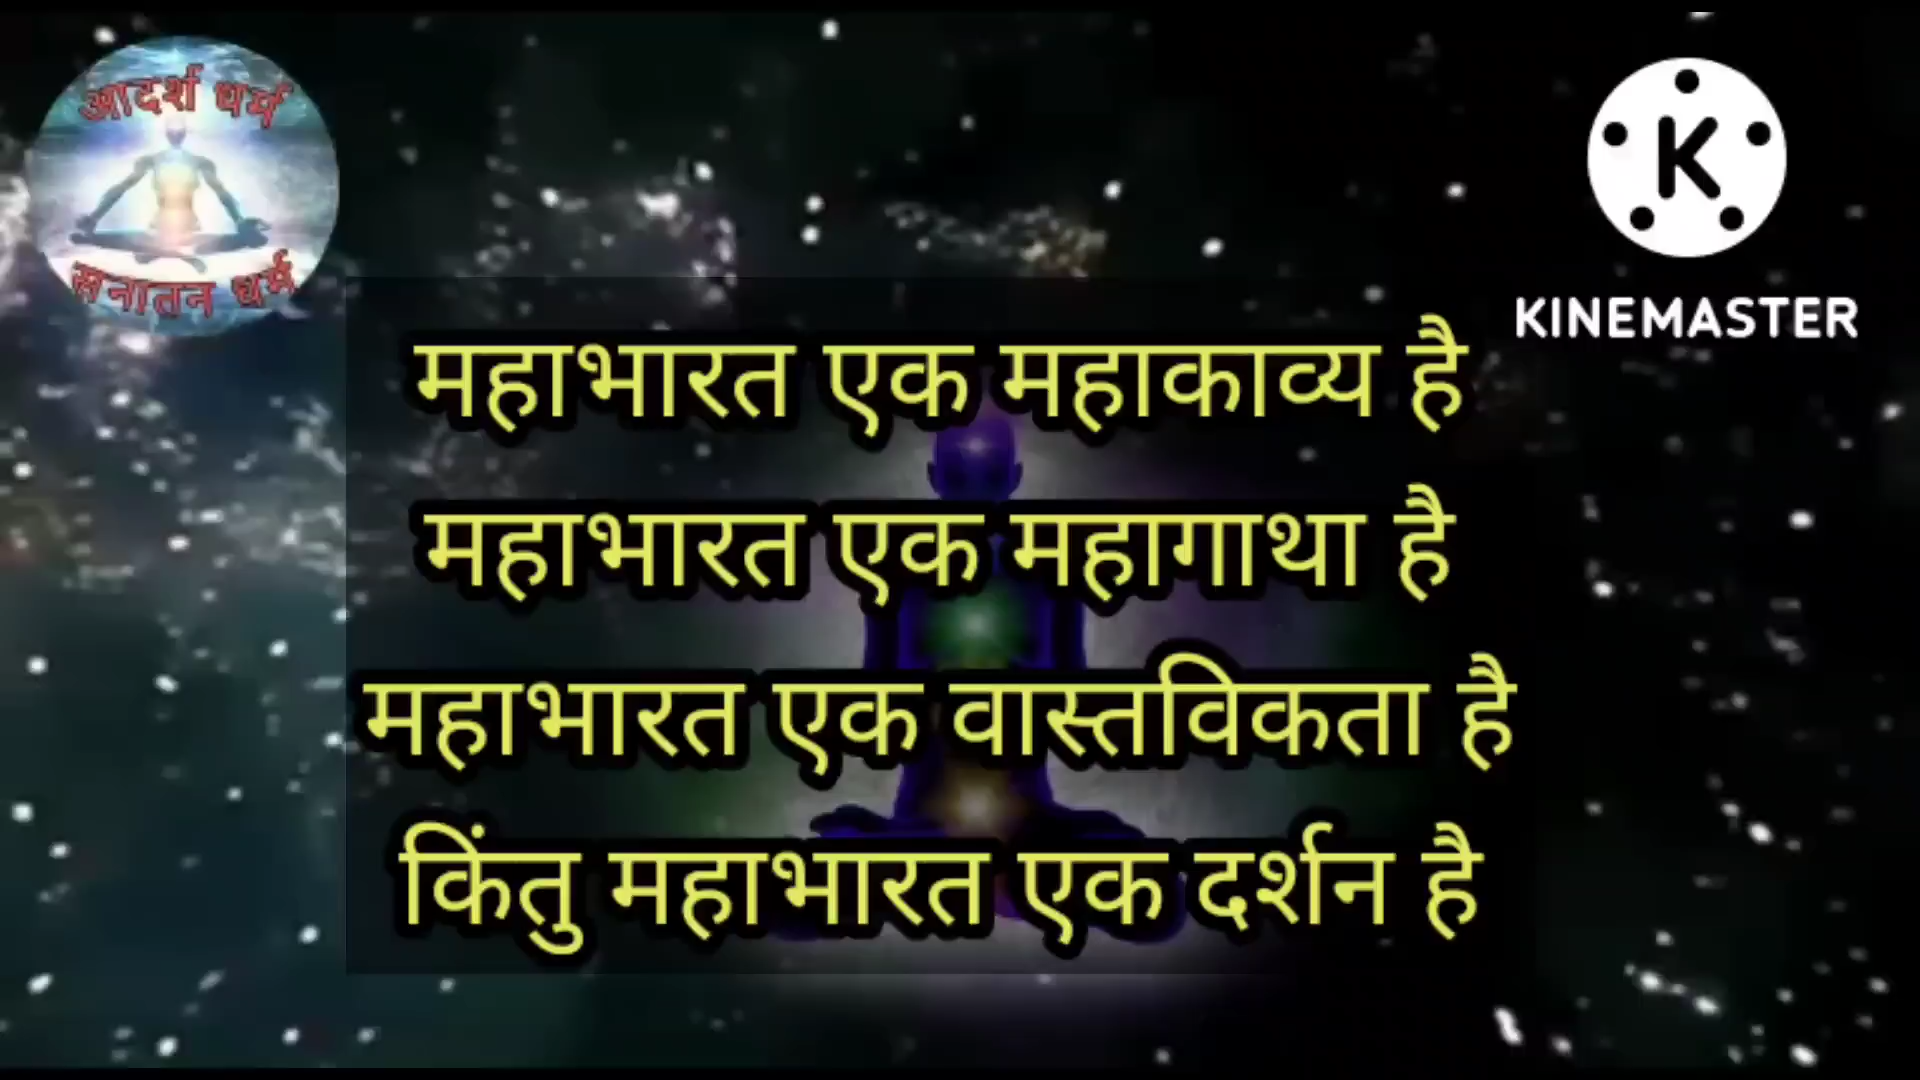 आदर्श धर्म
सनातन धर्म
KINEMASTER
महाभारत एक महाकाव्य है
महाभारत एक महागाथा है
महाभारत एक वास्तविकता है
किंतु महाभारत एक दर्शन है